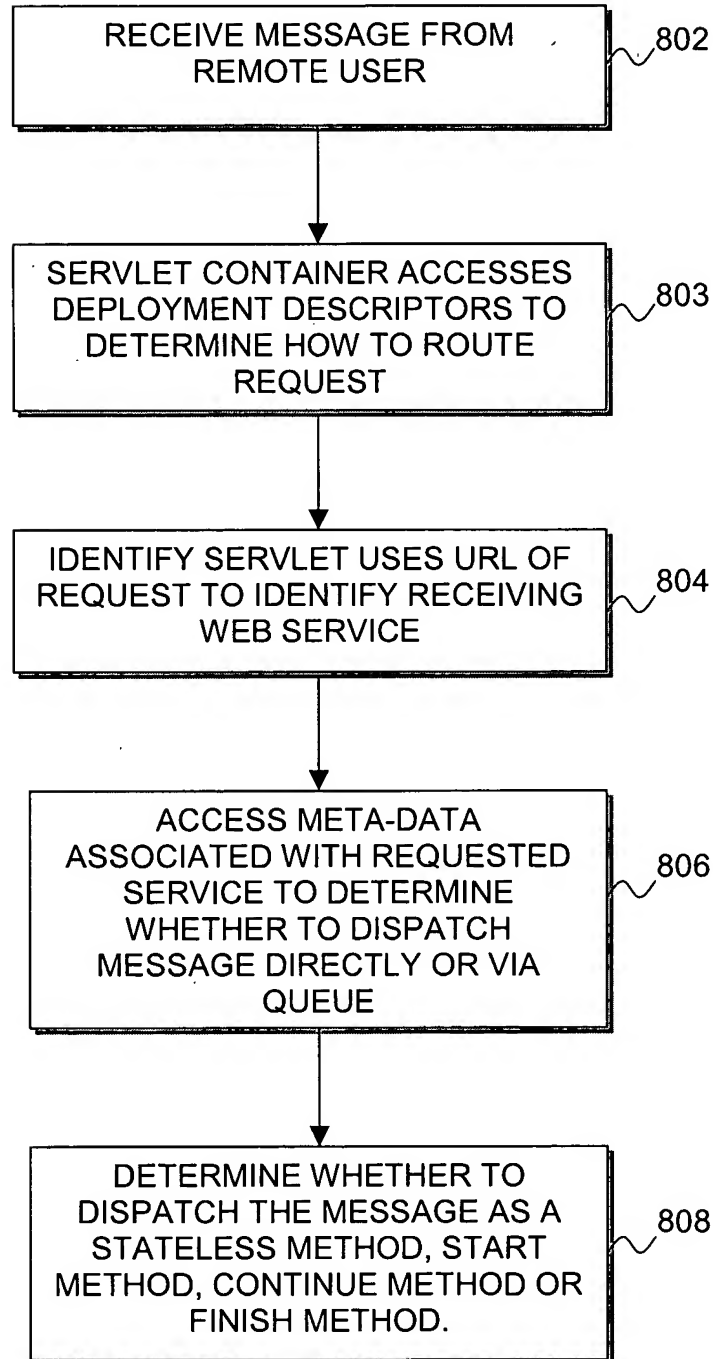 RECEIVE MESSAGE FROM
REMOTE USER
802
SERVLET CONTAINER ACCESSES
DEPLOYMENT DESCRIPTORS TO
DETERMINE HOW TO ROUTE
REQUEST
803
IDENTIFY SERVLET USES URL OF
REQUEST TO IDENTIFY RECEIVING
WEB SERVICE
804
ACCESS META-DATA
ASSOCIATED WITH REQUESTED
SERVICE TO DETERMINE
WHETHER TO DISPATCH
MESSAGE DIRECTLY OR VIA
QUEUE
806
DETERMINE WHETHER TO
DISPATCH THE MESSAGE AS A
STATELESS METHOD, START
METHOD, CONTINUE METHOD OR
FINISH METHOD.
808